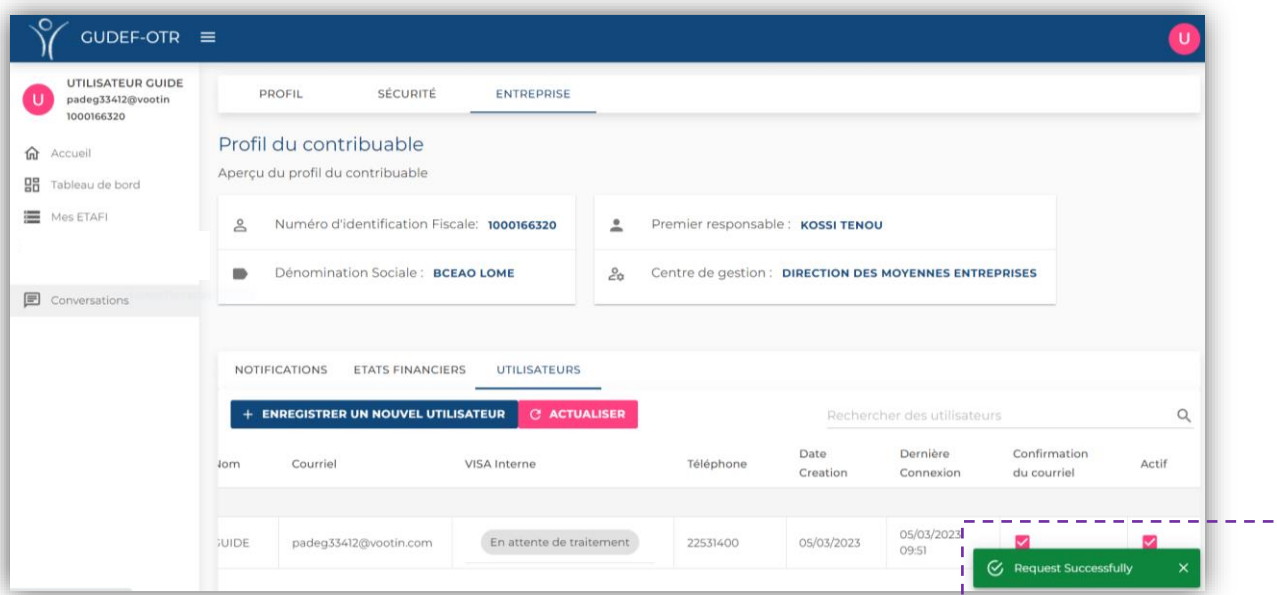 GUDEF-OTR
U
U
UTILISATEUR GUIDE
padeg33412@vootin
1000166320
Accueil
Tableau de bord
Mes ETAFI
Conversations
PROFIL SÉCURITÉ ENTREPRISE
Profil du contribuable
Aperçu du profil du contribuable
Numéro d'identification Fiscale: 1000166320
Dénomination Sociale : BCEAO LOME
Premier responsable : KOSSI TENOU
Centre de gestion : DIRECTION DES MOYENNES ENTREPRISES
NOTIFICATIONS ETATS FINANCIERS UTILISATEURS
+ ENREGISTRER UN NOUVEL UTILISATEUR ACTUALISER Rechercher des utilisateurs
Nom Courriel VISA Interne Téléphone Date Creation Dernière Connexion Confirmation du courriel Actif
GUIDE padeg33412@vootin.com En attente de traitement 22531400 05/03/2023 05/03/2023 09:51
Request Successfully